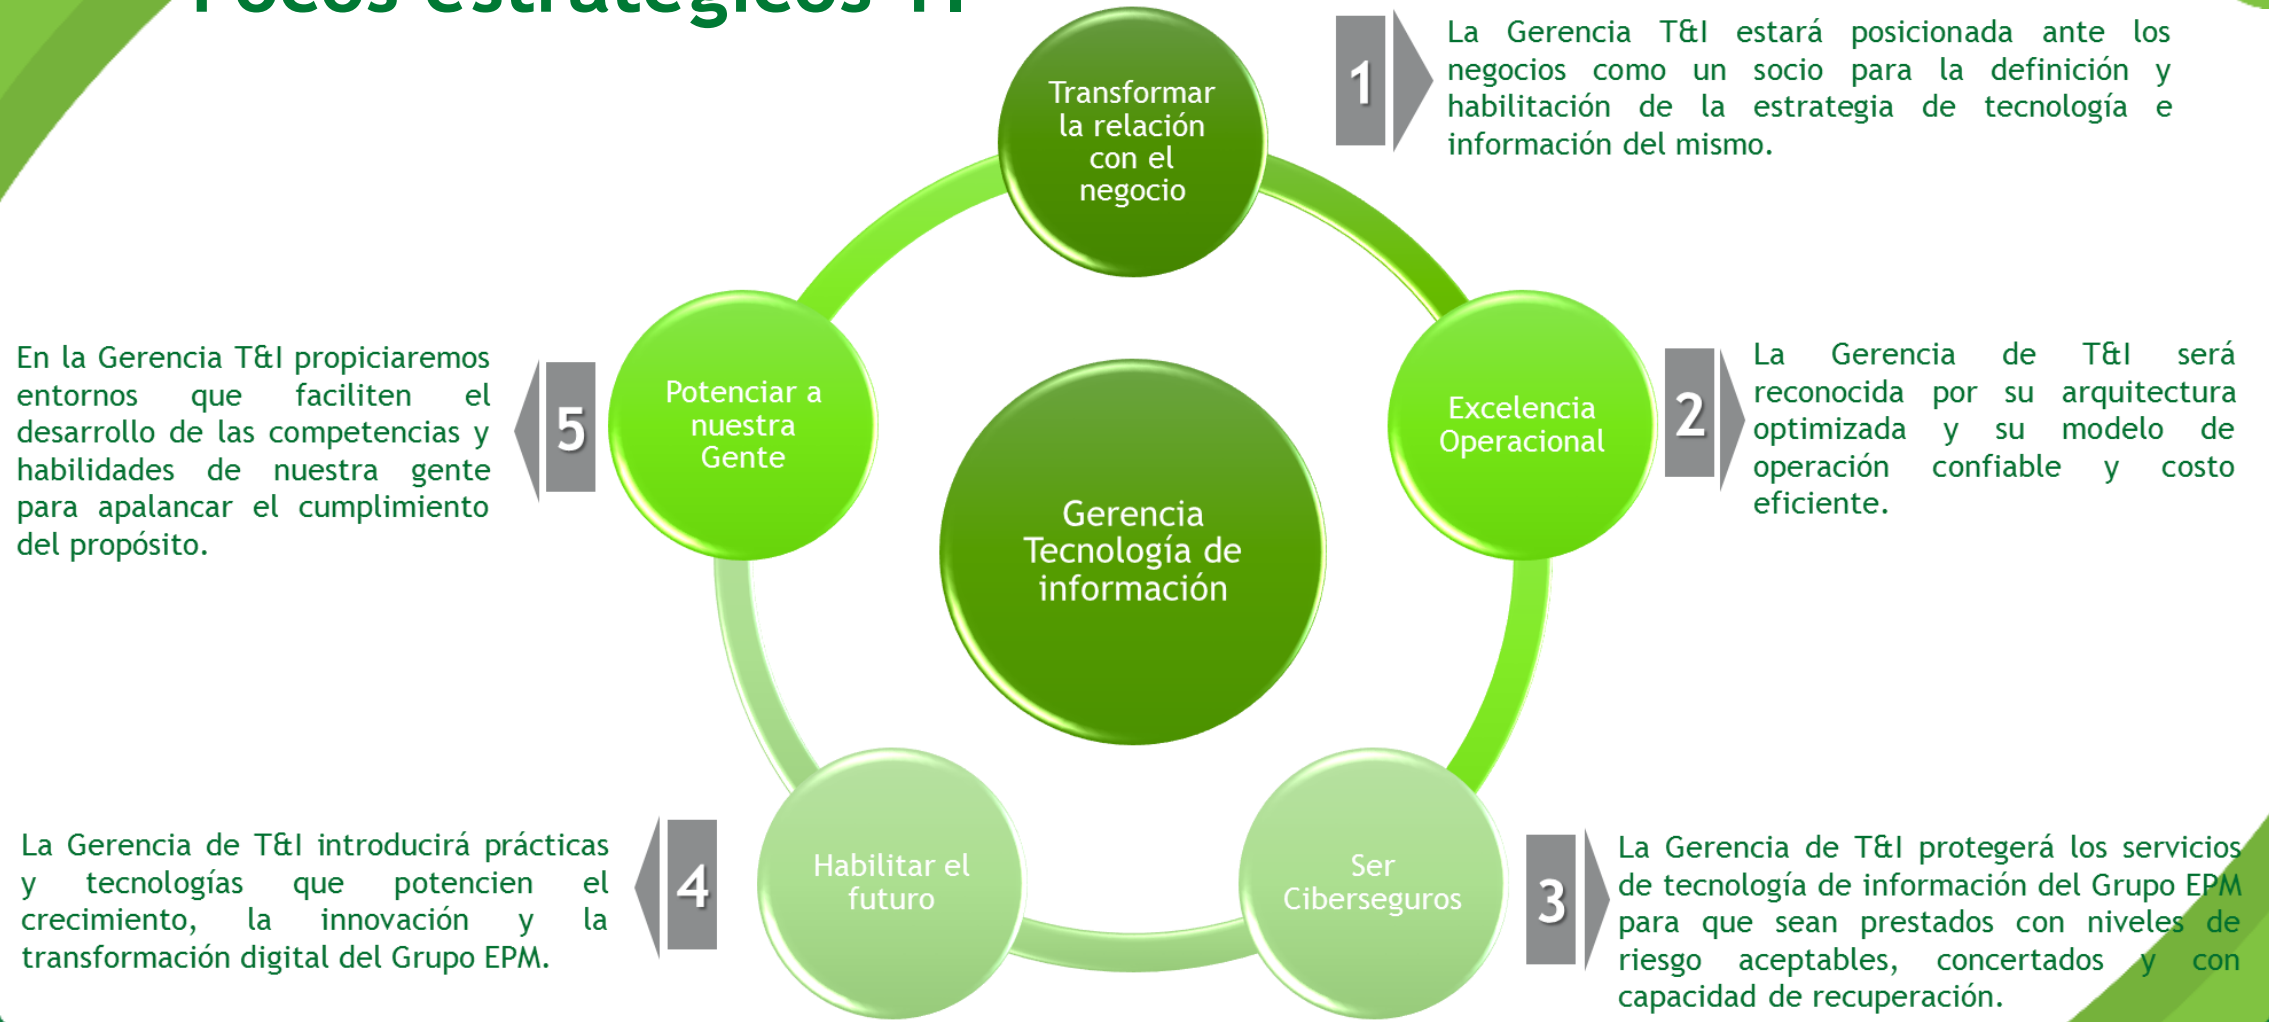 Focos estratégicos TI
Transformar
la relación
con el
negocio
1
La Gerencia T&I estará posicionada ante los
negocios como un socio para la definición y
habilitación de la estrategia de tecnología e
información del mismo.
Excelencia
Operacional
2
La Gerencia de T&I será
reconocida por su arquitectura
optimizada y su modelo de
operación confiable y costo
eficiente.
Ser
Ciberseguros
3
La Gerencia de T&I protegerá los servicios
de tecnología de información del Grupo EPM
para que sean prestados con niveles de
riesgo aceptables, concertados y con
capacidad de recuperación.
Habilitar el
futuro
4
La Gerencia de T&I introducirá prácticas
y tecnologías que potencien el
crecimiento, la innovación y la
transformación digital del Grupo EPM.
Potenciar a
nuestra
Gente
5
En la Gerencia T&I propiciaremos
entornos que faciliten el
desarrollo de las competencias y
habilidades de nuestra gente
para apalancar el cumplimiento
del propósito.
Gerencia
Tecnología de
información